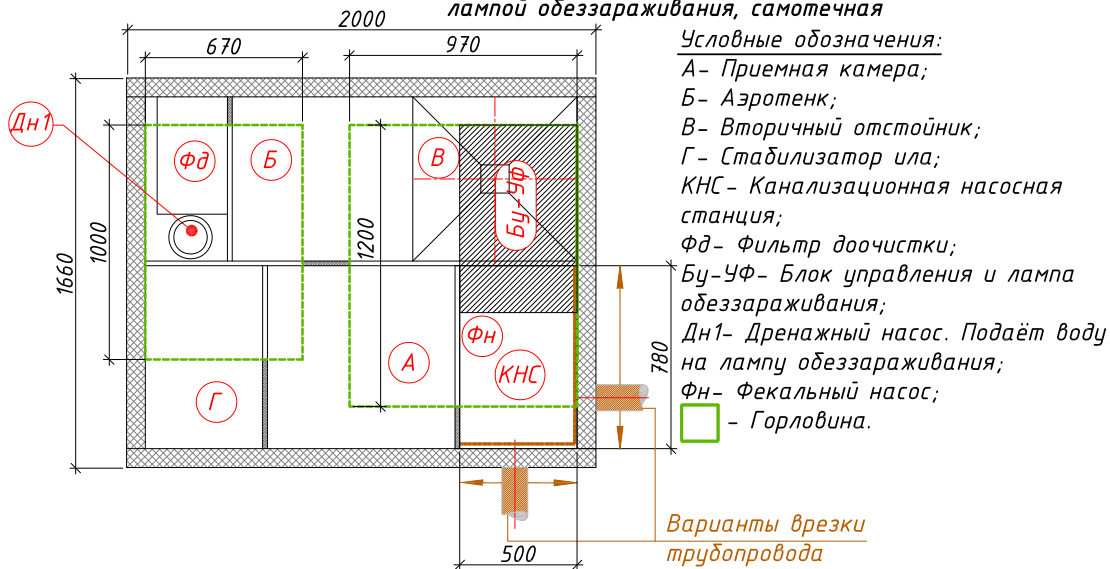 лампой обеззараживания, самотечная
2000
670
970
Условные обозначения:
А- Приемная камера;
Б- Аэротенк;
В- Вторичный отстойник;
Г- Стабилизатор ила;
КНС- Канализационная насосная
станция;
Фд- Фильтр доочистки;
Бу-УФ- Блок управления и лампа
обеззараживания;
Дн1- Дренажный насос. Подаёт воду
на лампу обеззараживания;
Фн- Фекальный насос;
- Горловина.
Дн1
Фд
Б
В
Бу-УФ
1660
1000
1200
Фн
780
А
КНС
Г
Варианты врезки
трубопровода
500